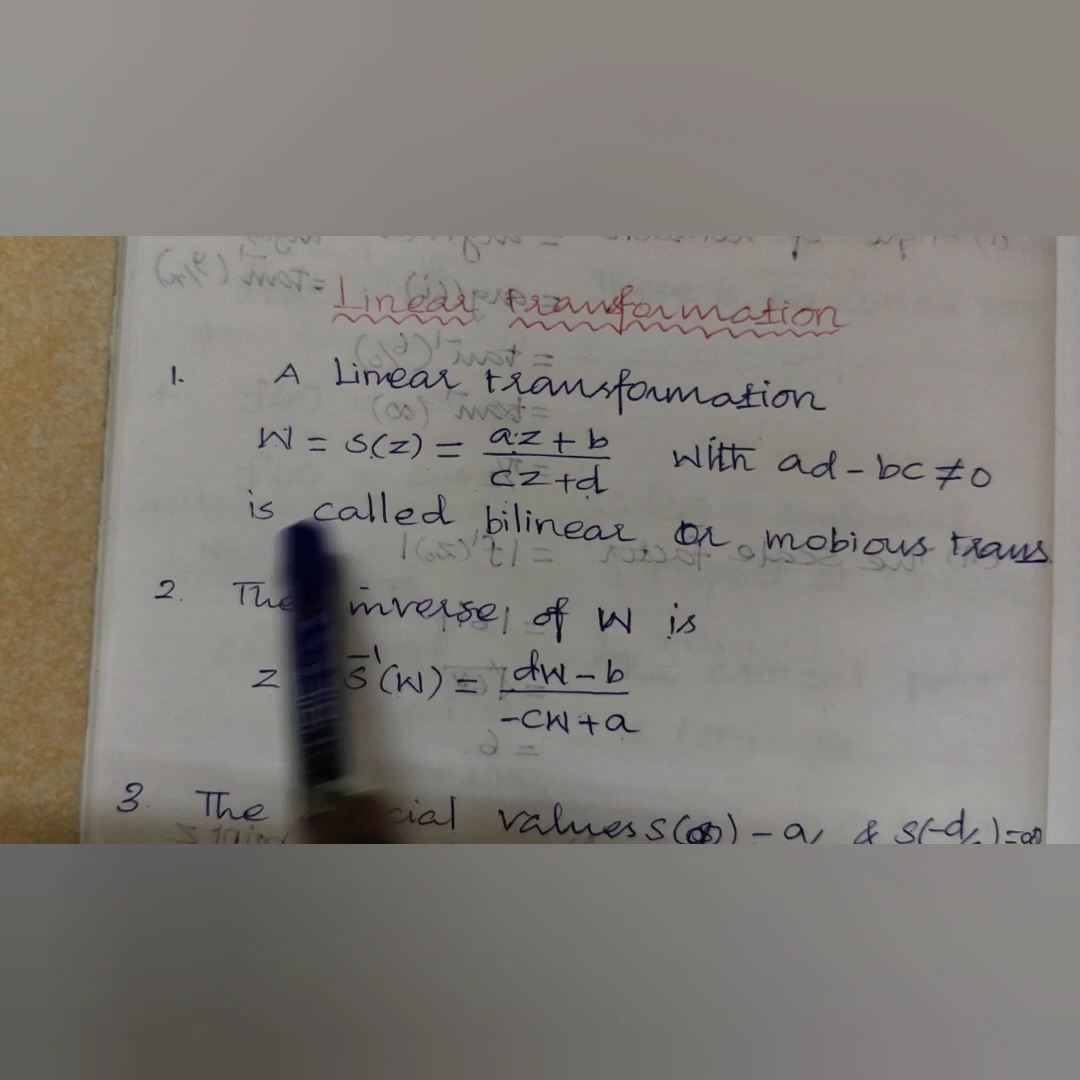 Linear transformation
1. A Linear transformation
W = S(z) = az + b / cz + d with ad - bc ≠ 0
is called bilinear or mobious trans
2. The inverse of W is
z S⁻¹(W) = dW - b / -cW + a
3. The values S(∞) = a & S(-d ) = ∞